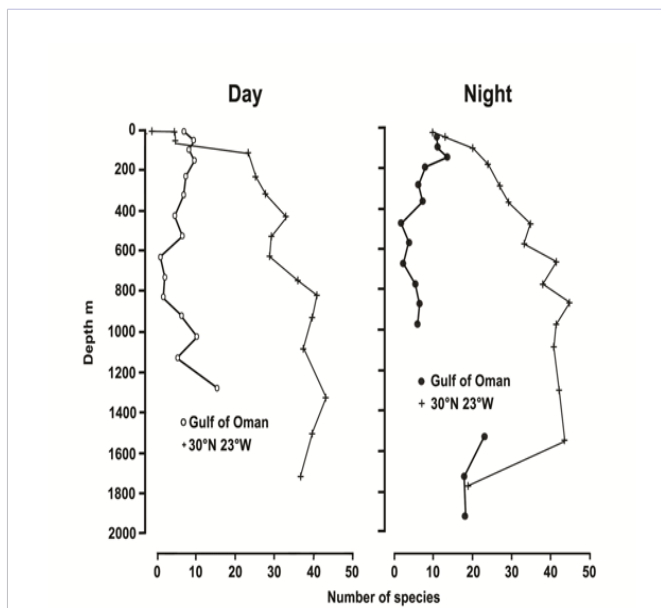 Day
Night
Depth m
0
200
400
600
800
1000
1200
1400
1600
1800
2000
Gulf of Oman
30°N 23°W
Gulf of Oman
30°N 23°W
0 10 20 30 40 50
0 10 20 30 40 50
Number of species